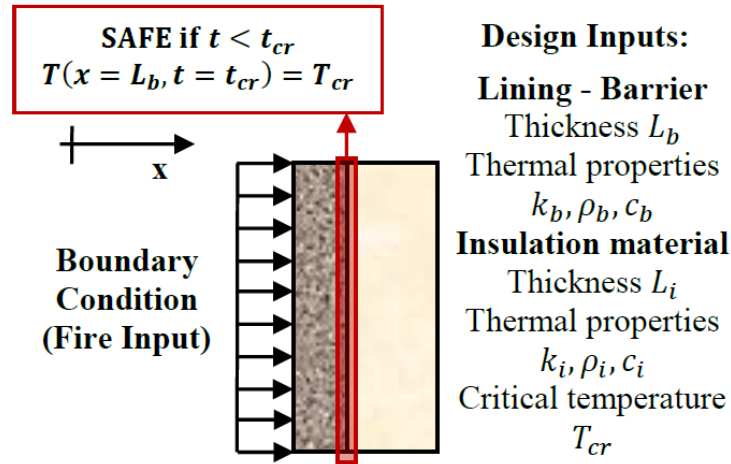 SAFE if t < t_cr
T(x = L_b, t = t_cr) = T_cr
x
Boundary
Condition
(Fire Input)
Design Inputs:
Lining - Barrier
Thickness L_b
Thermal properties
k_b, ρ_b, c_b
Insulation material
Thickness L_i
Thermal properties
k_i, ρ_i, c_i
Critical temperature
T_cr